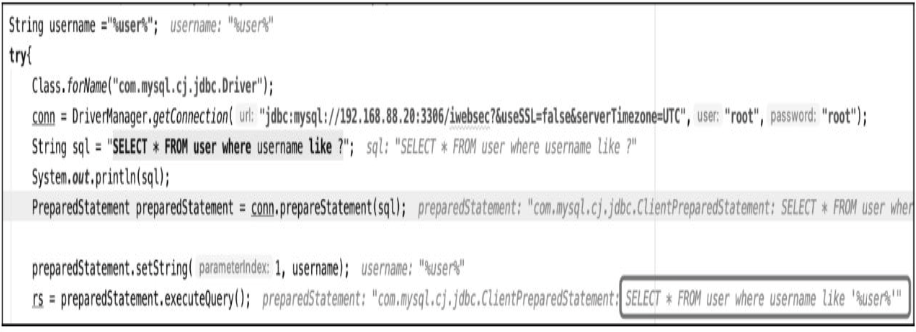 String username ="%user%"; username: "%user%"
try{
Class.forName("com.mysql.cj.jdbc.Driver");
conn = DriverManager.getConnection( url: "jdbc:mysql://192.168.88.20:3306/iwebsec?&useSSL=false&serverTimezone=UTC", user: "root", password: "root");
String sql = "SELECT * FROM user where username like ?"; sql: "SELECT * FROM user where username like ?"
System.out.println(sql);
PreparedStatement preparedStatement = conn.prepareStatement(sql); preparedStatement: "com.mysql.cj.jdbc.ClientPreparedStatement: SELECT * FROM user wher
preparedStatement.setString( parameterIndex: 1, username); username: "%user%"
rs = preparedStatement.executeQuery(); preparedStatement: "com.mysql.cj.jdbc.ClientPreparedStatement: SELECT * FROM user where username like '%user%'"